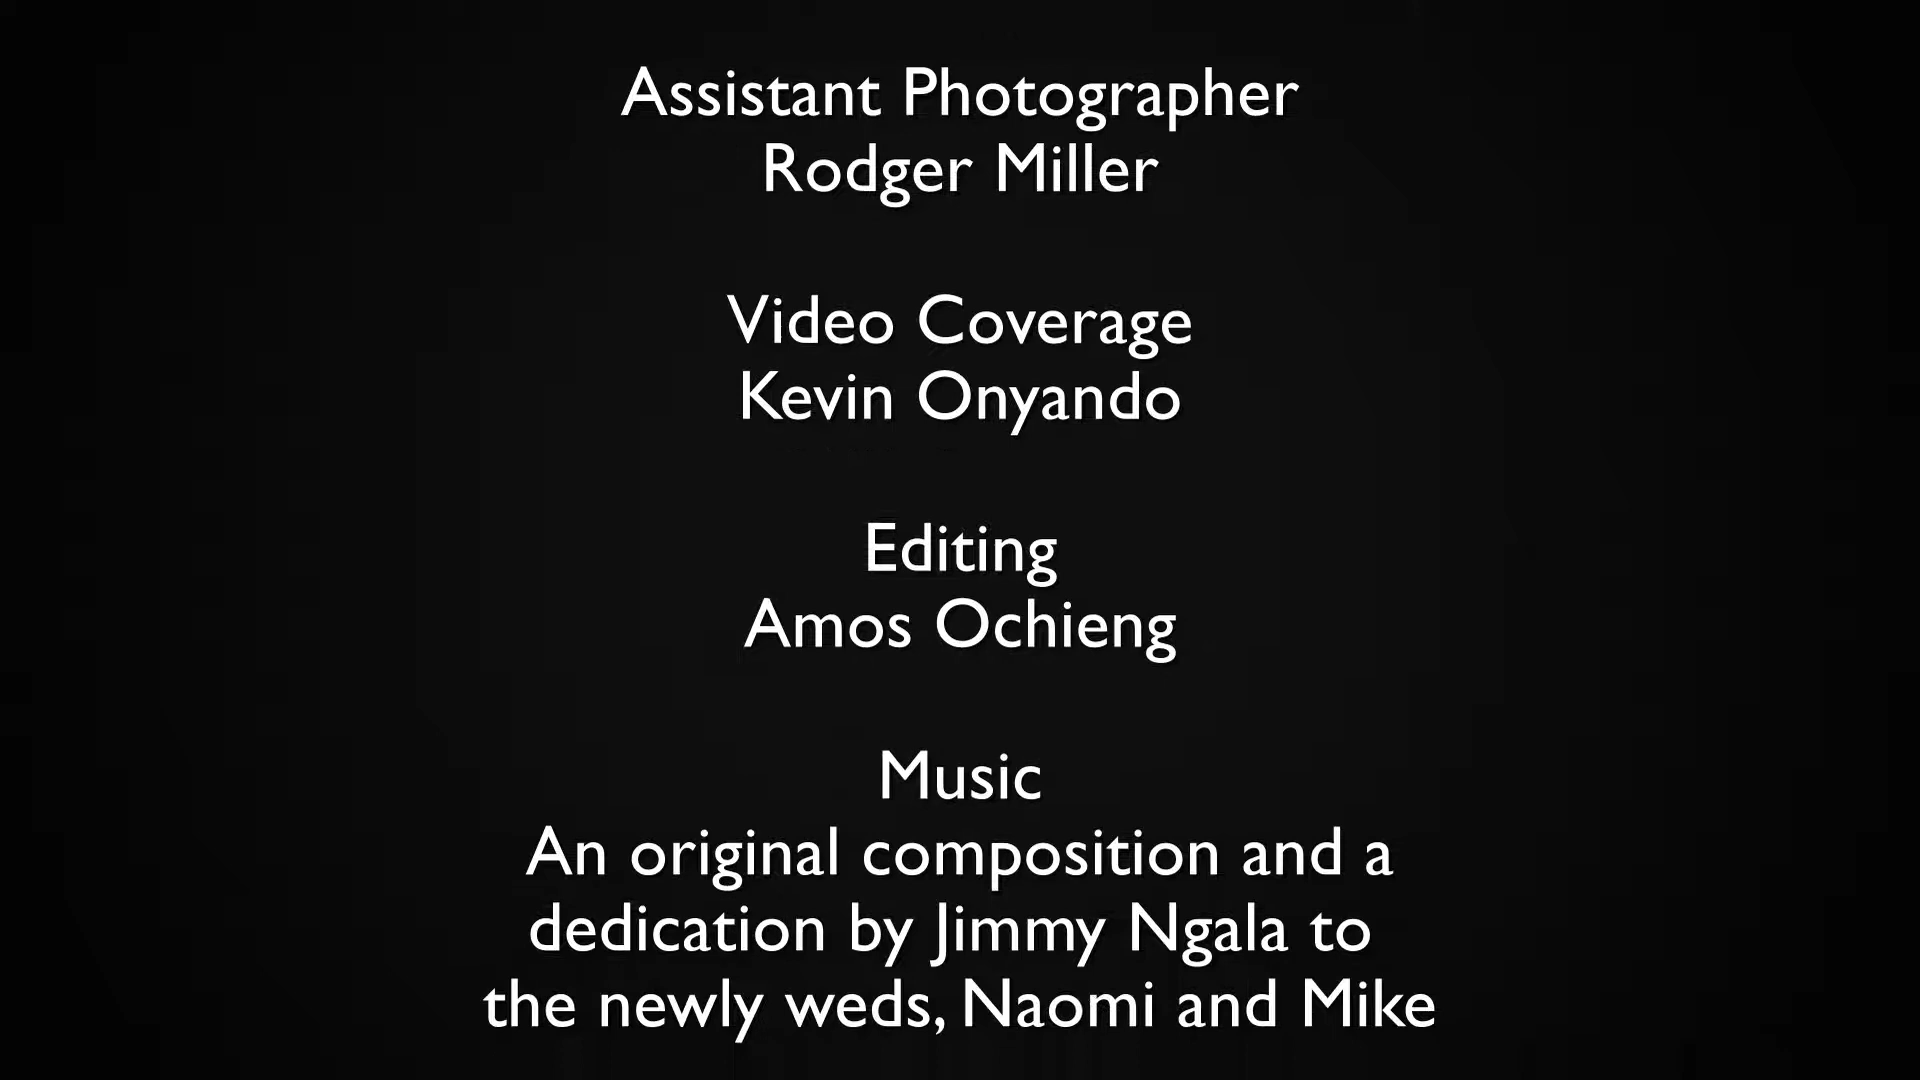 Assistant Photographer
Rodger Miller
Video Coverage
Kevin Onyando
Editing
Amos Ochieng
Music
An original composition and a
dedication by Jimmy Ngala to
the newly weds, Naomi and Mike